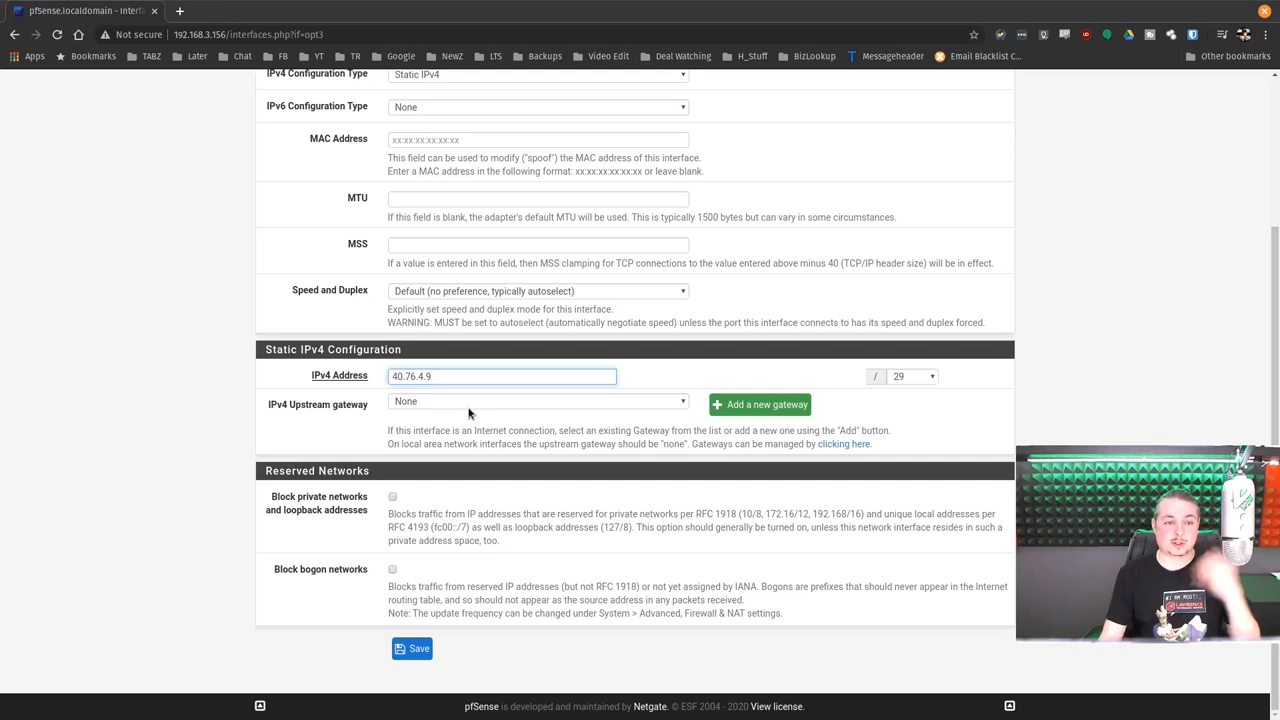 pfSense.localdomain - Interf
Not secure
192.168.3.156/interfaces.php?if=opt3
Apps
Bookmarks
TABZ
Later
Chat
FB
YT
TR
Google
NewZ
LTS
Backups
Video Edit
Deal Watching
H_Stuff
BizLookup
Messageheader
Email Blacklist C...
Other bookmarks
IPv4 Configuration Type
Static IPv4
IPv6 Configuration Type
None
MAC Address
xx:xx:xx:xx:xx:xx
This field can be used to modify ("spoof") the MAC address of this interface.
Enter a MAC address in the following format: xx:xx:xx:xx:xx:xx or leave blank.
MTU
If this field is blank, the adapter's default MTU will be used. This is typically 1500 bytes but can vary in some circumstances.
MSS
If a value is entered in this field, then MSS clamping for TCP connections to the value entered above minus 40 (TCP/IP header size) will be in effect.
Speed and Duplex
Default (no preference, typically autoselect)
Explicitly set speed and duplex mode for this interface.
WARNING: MUST be set to autoselect (automatically negotiate speed) unless the port this interface connects to has its speed and duplex forced.
Static IPv4 Configuration
IPv4 Address
40.76.4.9
/
29
IPv4 Upstream gateway
None
Add a new gateway
If this interface is an Internet connection, select an existing Gateway from the list or add a new one using the "Add" button.
On local area network interfaces the upstream gateway should be "none". Gateways can be managed by clicking here.
Reserved Networks
Block private networks
and loopback addresses
Blocks traffic from IP addresses that are reserved for private networks per RFC 1918 (10/8, 172.16/12, 192.168/16) and unique local addresses per
RFC 4193 (fc00::/7) as well as loopback addresses (127/8). This option should generally be turned on, unless this network interface resides in such a
private address space, too.
Block bogon networks
Blocks traffic from reserved IP addresses (but not RFC 1918) or not yet assigned by IANA. Bogons are prefixes that should never appear in the Internet
routing table, and so should not appear as the source address in any packets received.
Note: The update frequency can be changed under System > Advanced, Firewall & NAT settings.
Save
pfSense is developed and maintained by Netgate. © ESF 2004 - 2020 View license.
# I AM ROOT!
LAWRENCE